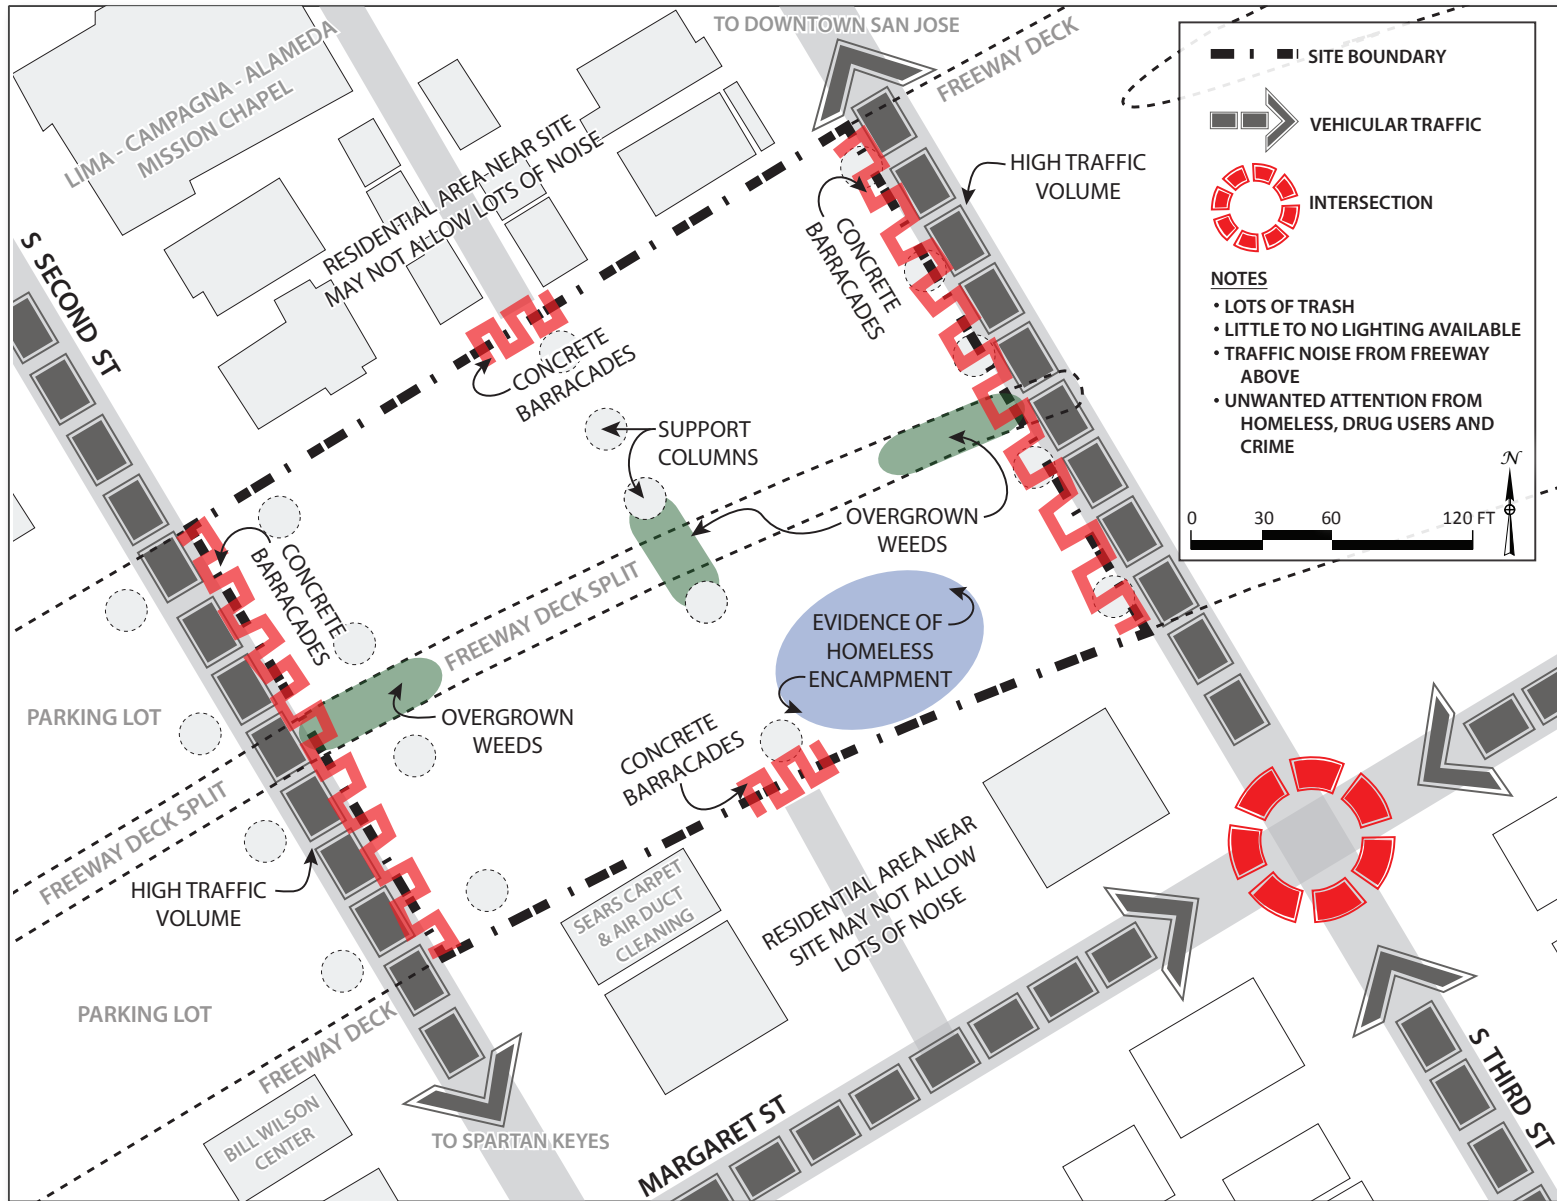 TO DOWNTOWN SAN JOSE
FREEWAY DECK
LIMA - CAMPAGNA - ALAMEDA
MISSION CHAPEL
RESIDENTIAL AREA-NEAR SITE
MAY NOT ALLOW LOTS OF NOISE
HIGH TRAFFIC
VOLUME
CONCRETE
BARRACADES
S SECOND ST
CONCRETE
BARRACADES
SUPPORT
COLUMNS
OVERGROWN
WEEDS
CONCRETE
BARRACADES
FREEWAY DECK SPLIT
EVIDENCE OF
HOMELESS
ENCAMPMENT
PARKING LOT
OVERGROWN
WEEDS
CONCRETE
BARRACADES
FREEWAY DECK SPLIT
HIGH TRAFFIC
VOLUME
SEARS CARPET
& AIR DUCT
CLEANING
RESIDENTIAL AREA NEAR
SITE MAY NOT ALLOW
LOTS OF NOISE
PARKING LOT
FREEWAY DECK
BILL WILSON
CENTER
TO SPARTAN KEYES
MARGARET ST
S THIRD ST
SITE BOUNDARY
VEHICULAR TRAFFIC
INTERSECTION
NOTES
• LOTS OF TRASH
• LITTLE TO NO LIGHTING AVAILABLE
• TRAFFIC NOISE FROM FREEWAY
ABOVE
• UNWANTED ATTENTION FROM
HOMELESS, DRUG USERS AND
CRIME
N
0 30 60 120 FT